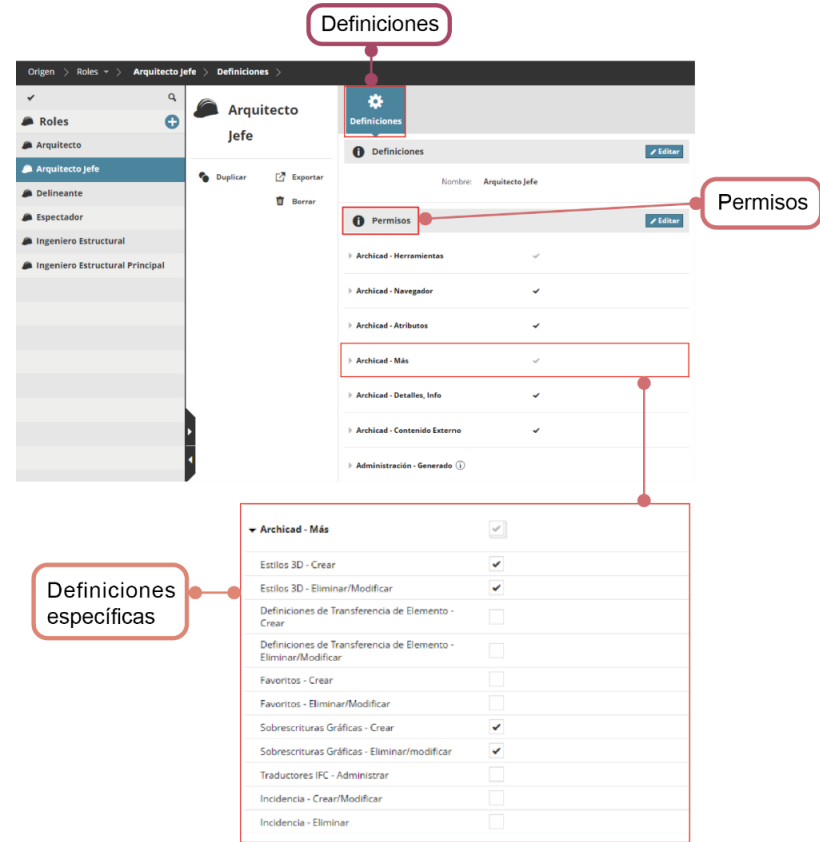 Definiciones
Origen > Roles > Arquitecto Jefe > Definiciones >
Roles
Arquitecto
Arquitecto Jefe
Delineante
Espectador
Ingeniero Estructural
Ingeniero Estructural Principal
Arquitecto
Jefe
Duplicar
Exportar
Borrar
Definiciones
Definiciones
Editar
Nombre: Arquitecto Jefe
Permisos
Editar
Permisos
Archicad - Herramientas
Archicad - Navegador
Archicad - Atributos
Archicad - Más
Archicad - Detalles, Info
Archicad - Contenido Externo
Administración - Generado
Definiciones
específicas
Archicad - Más
Estilos 3D - Crear
Estilos 3D - Eliminar/Modificar
Definiciones de Transferencia de Elemento -
Crear
Definiciones de Transferencia de Elemento -
Eliminar/Modificar
Favoritos - Crear
Favoritos - Eliminar/Modificar
Sobrescrituras Gráficas - Crear
Sobrescrituras Gráficas - Eliminar/modificar
Traductores IFC - Administrar
Incidencia - Crear/Modificar
Incidencia - Eliminar